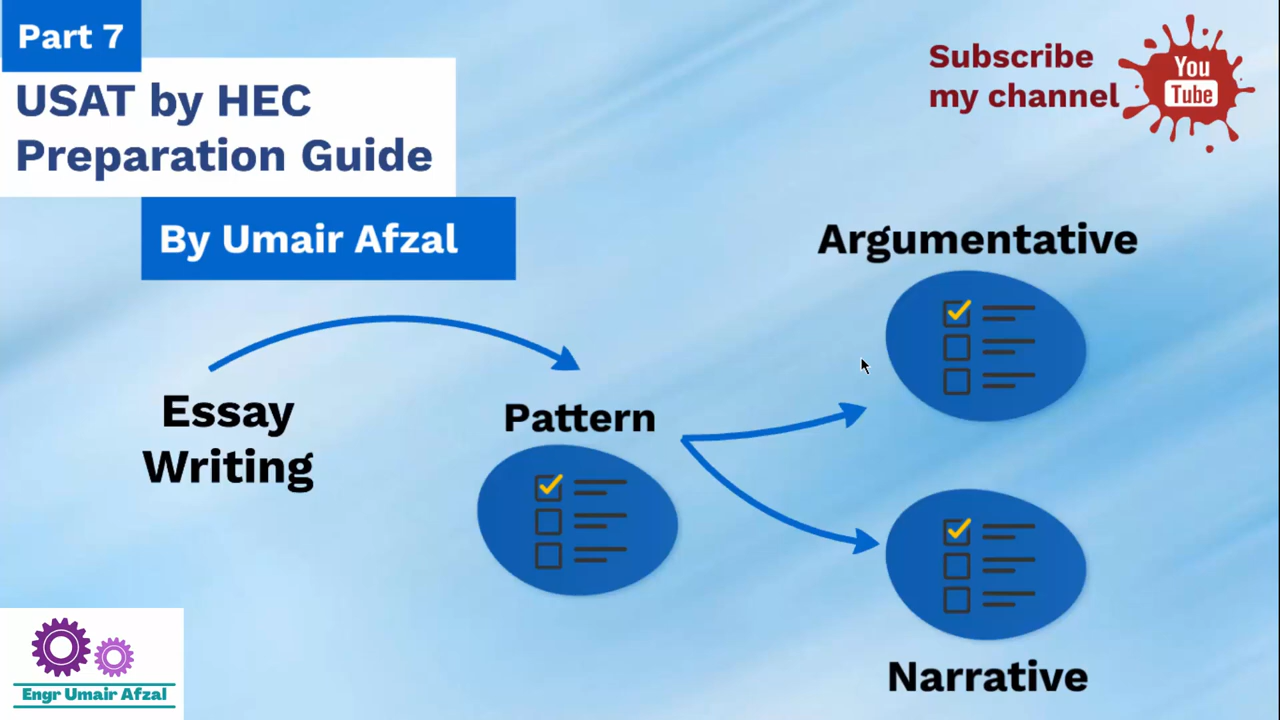 Part 7
USAT by HEC
Preparation Guide
By Umair Afzal
Subscribe
my channel
You
Tube
Essay
Writing
Pattern
Argumentative
Narrative
Engr Umair Afzal